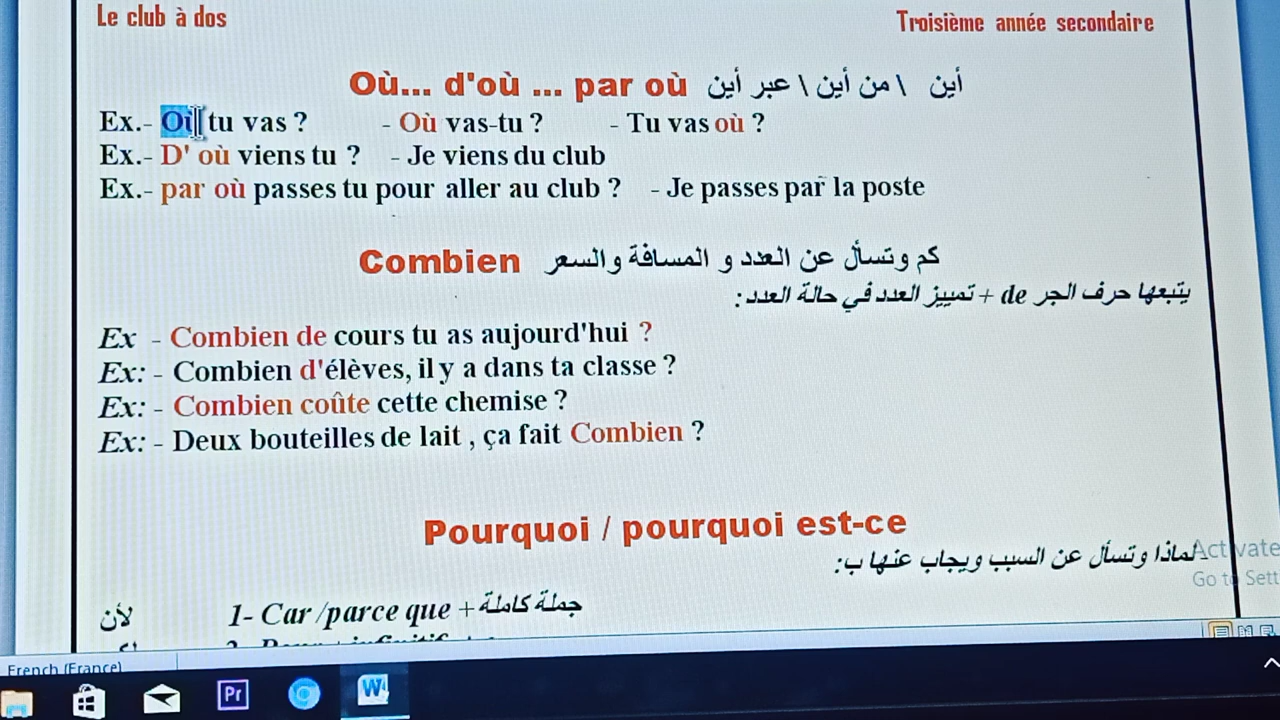 Le club à dos
Troisième année secondaire
Où... d'où ... par où أين \ من أين \ عبر أين
Ex.- Où tu vas ? - Où vas-tu ? - Tu vas où ?
Ex.- D' où viens tu ? - Je viens du club
Ex.- par où passes tu pour aller au club ? - Je passes par la poste
Combien كم وتسأل عن العدد و المسافة والسعر
يتبعها حرف الجر de + تمييز العدد في حالة العدد :
Ex - Combien de cours tu as aujourd'hui ?
Ex: - Combien d'élèves, il y a dans ta classe ?
Ex: - Combien coûte cette chemise ?
Ex: - Deux bouteilles de lait , ça fait Combien ?
Pourquoi / pourquoi est-ce
لماذا وتسأل عن السبب ويجاب عنها ب:
Activate
Go to Sett
1- Car /parce que + جملة كاملة لأن
French (France)
Pr
W